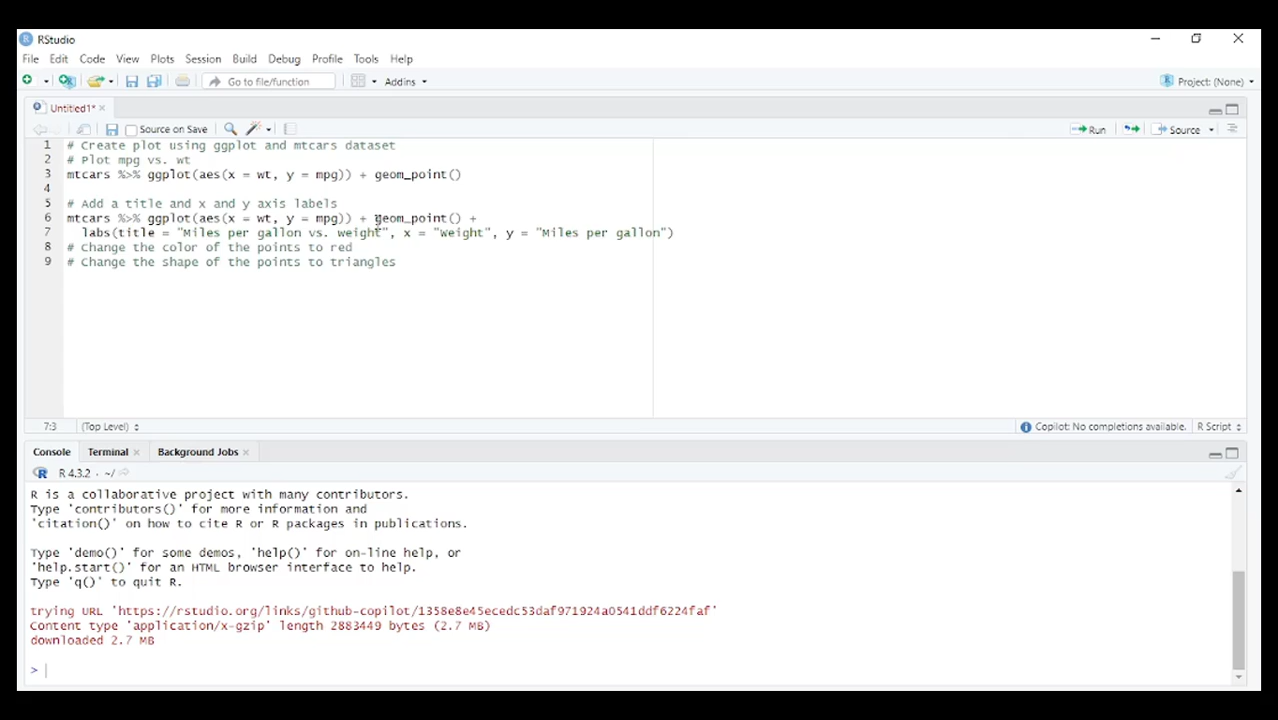 RStudio
File Edit Code View Plots Session Build Debug Profile Tools Help
Go to file/function Addins Project: (None)
Untitled1*
Source on Save Run Source
1 # Create plot using ggplot and mtcars dataset
2 # Plot mpg vs. wt
3 mtcars %>% ggplot(aes(x = wt, y = mpg)) + geom_point()
4
5 # Add a title and x and y axis labels
6 mtcars %>% ggplot(aes(x = wt, y = mpg)) + geom_point() +
7 labs(title = "Miles per gallon vs. weight", x = "weight", y = "Miles per gallon")
8 # Change the color of the points to red
9 # Change the shape of the points to triangles
7:3 (Top Level) Copilot: No completions available. R Script
Console Terminal Background Jobs
R 4.3.2 · ~/
R is a collaborative project with many contributors.
Type 'contributors()' for more information and
'citation()' on how to cite R or R packages in publications.
Type 'demo()' for some demos, 'help()' for on-line help, or
'help.start()' for an HTML browser interface to help.
Type 'q()' to quit R.
trying URL 'https://rstudio.org/links/github-copilot/1358e8e45ecedc53daf971924a0541ddf6224faf'
Content type 'application/x-gzip' length 2883449 bytes (2.7 MB)
downloaded 2.7 MB
>